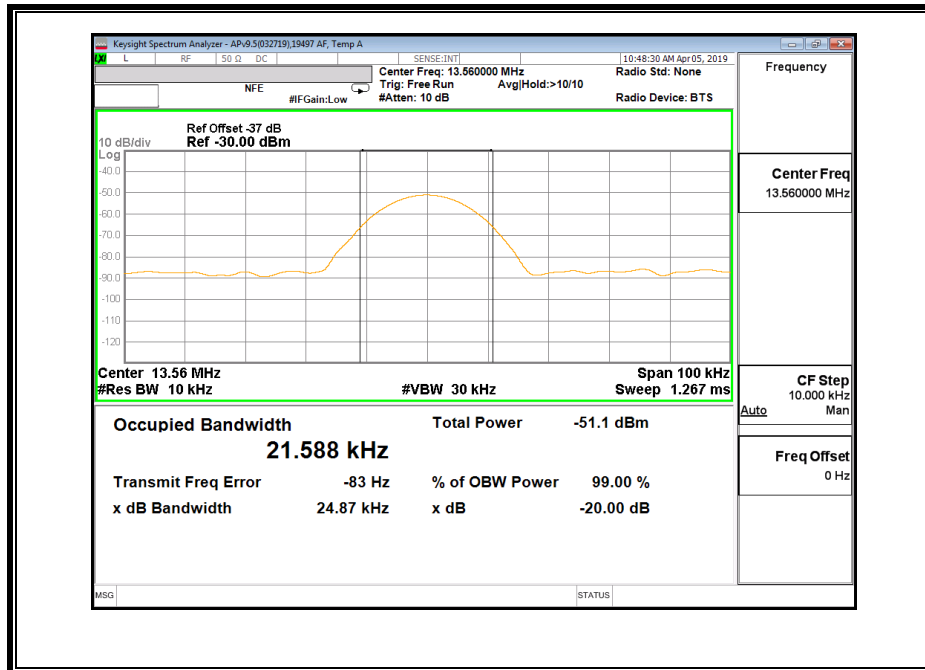 Keysight Spectrum Analyzer - APv9.5(032719),19497 AF, Temp A
LXI L RF 50 Ω DC SENSE:INT 10:48:30 AM Apr 05, 2019
Center Freq: 13.560000 MHz Radio Std: None
NFE Trig: Free Run Avg|Hold:>10/10
#IFGain:Low #Atten: 10 dB Radio Device: BTS
Ref Offset -37 dB
10 dB/div Ref -30.00 dBm
Log
-40.0
-50.0
-60.0
-70.0
-80.0
-90.0
-100
-110
-120
Center 13.56 MHz Span 100 kHz
#Res BW 10 kHz #VBW 30 kHz Sweep 1.267 ms
Occupied Bandwidth Total Power -51.1 dBm
21.588 kHz
Transmit Freq Error -83 Hz % of OBW Power 99.00 %
x dB Bandwidth 24.87 kHz x dB -20.00 dB
MSG STATUS
Frequency
Center Freq
13.560000 MHz
CF Step
10.000 kHz
Auto Man
Freq Offset
0 Hz